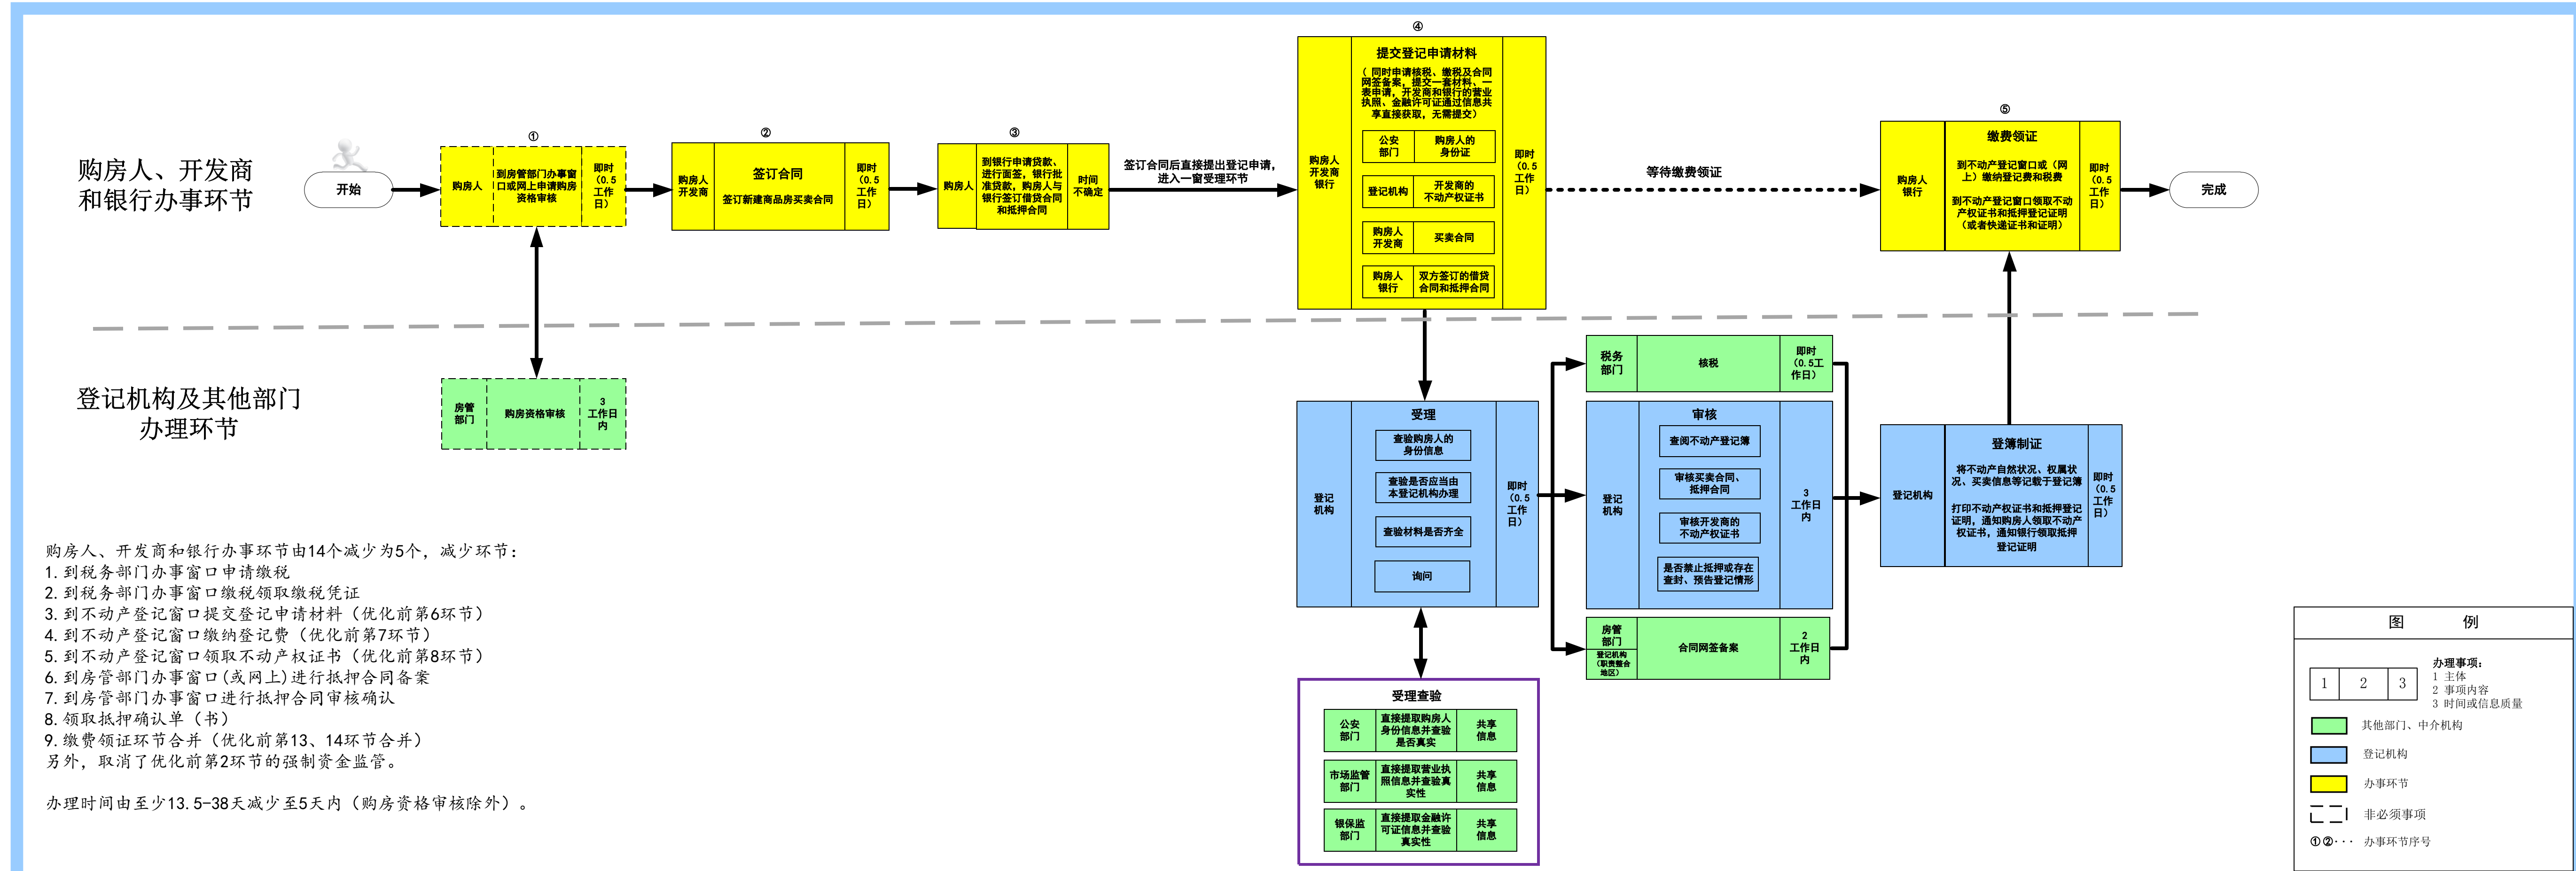 购房人、开发商
和银行办事环节
开始
①
购房人
到房管部门办事窗
口或网上申请购房
资格审核
即时
（0.5
工作
日）
②
购房人
开发商
签订合同
签订新建商品房买卖合同
即时
（0.5
工作
日）
③
购房人
到银行申请贷款、
进行面签，银行批
准贷款，购房人与
银行签订借贷合同
和抵押合同
时间
不确定
签订合同后直接提出登记申请，
进入一窗受理环节
④
购房人
开发商
银行
提交登记申请材料
（ 同时申请核税、缴税及合同
网签备案，提交一套材料、一
表申请，开发商和银行的营业
执照、金融许可证通过信息共
享直接获取，无需提交）
公安
部门
购房人的
身份证
登记机构
开发商的
不动产权证书
购房人
开发商
买卖合同
购房人
银行
双方签订的借贷
合同和抵押合同
即时
（0.5
工作
日）
等待缴费领证
⑤
购房人
银行
缴费领证
到不动产登记窗口或（网
上）缴纳登记费和税费
到不动产登记窗口领取不动
产权证书和抵押登记证明
（或者快递证书和证明）
即时
（0.5
工作
日）
完成
登记机构及其他部门
办理环节
房管
部门
购房资格审核
3
工作日
内
登记
机构
受理
查验购房人的
身份信息
查验是否应当由
本登记机构办理
查验材料是否齐全
询问
即时
（0.5
工作
日）
税务
部门
核税
即时
（0.5工
作日）
登记
机构
审核
查阅不动产登记簿
审核买卖合同、
抵押合同
审核开发商的
不动产权证书
是否禁止抵押或存在
查封、预告登记情形
3
工作日
内
房管
部门
登记机构
（职责整合
地区）
合同网签备案
2
工作日
内
登记机构
登簿制证
将不动产自然状况、权属状
况、买卖信息等记载于登记簿
打印不动产权证书和抵押登记
证明，通知购房人领取不动产
权证书，通知银行领取抵押
登记证明
即时
（0.5
工作
日）
受理查验
公安
部门
直接提取购房人
身份信息并查验
是否真实
共享
信息
市场监管
部门
直接提取营业执
照信息并查验真
实性
共享
信息
银保监
部门
直接提取金融许
可证信息并查验
真实性
共享
信息
购房人、开发商和银行办事环节由14个减少为5个，减少环节：
1.到税务部门办事窗口申请缴税
2.到税务部门办事窗口缴税领取缴税凭证
3.到不动产登记窗口提交登记申请材料（优化前第6环节）
4.到不动产登记窗口缴纳登记费（优化前第7环节）
5.到不动产登记窗口领取不动产权证书（优化前第8环节）
6.到房管部门办事窗口(或网上)进行抵押合同备案
7.到房管部门办事窗口进行抵押合同审核确认
8.领取抵押确认单（书）
9.缴费领证环节合并（优化前第13、14环节合并）
另外，取消了优化前第2环节的强制资金监管。
办理时间由至少13.5-38天减少至5天内（购房资格审核除外）。
图 例
1 2 3
办理事项：
1 主体
2 事项内容
3 时间或信息质量
其他部门、中介机构
登记机构
办事环节
非必须事项
①②··· 办事环节序号